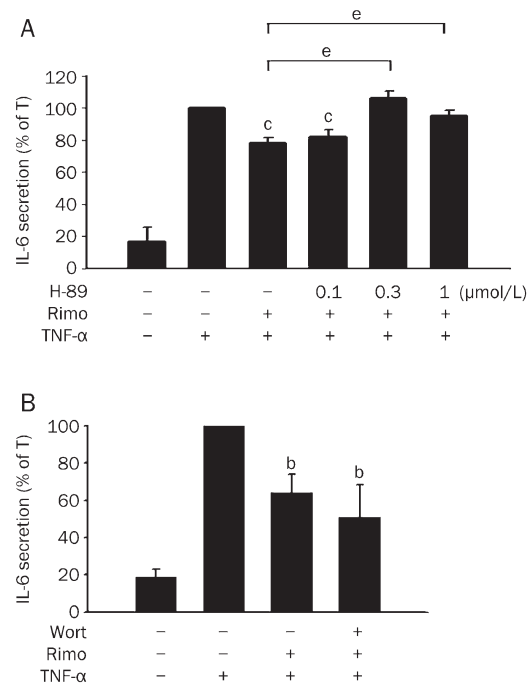 A
e
e
IL-6 secretion (% of T)
120
100
80
60
40
20
0
c
c
H-89 – – – 0.1 0.3 1 (μmol/L)
Rimo – – + + + +
TNF-α – + + + + +
B
IL-6 secretion (% of T)
100
80
60
40
20
0
b
b
Wort – – – +
Rimo – – + +
TNF-α – + + +